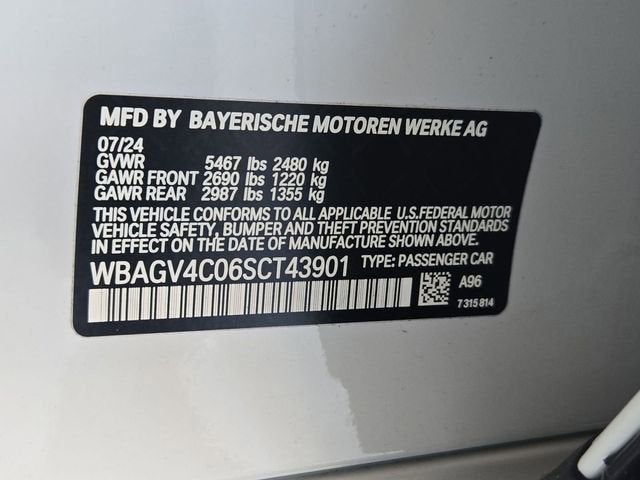 MFD BY BAYERISCHE MOTOREN WERKE AG
07/24
GVWR 5467 lbs 2480 kg
GAWR FRONT 2690 lbs 1220 kg
GAWR REAR 2987 lbs 1355 kg
THIS VEHICLE CONFORMS TO ALL APPLICABLE U.S.FEDERAL MOTOR
VEHICLE SAFETY, BUMPER AND THEFT PREVENTION STANDARDS
IN EFFECT ON THE DATE OF MANUFACTURE SHOWN ABOVE.
WBAGV4C06SCT43901 TYPE: PASSENGER CAR
A96
7 315 814